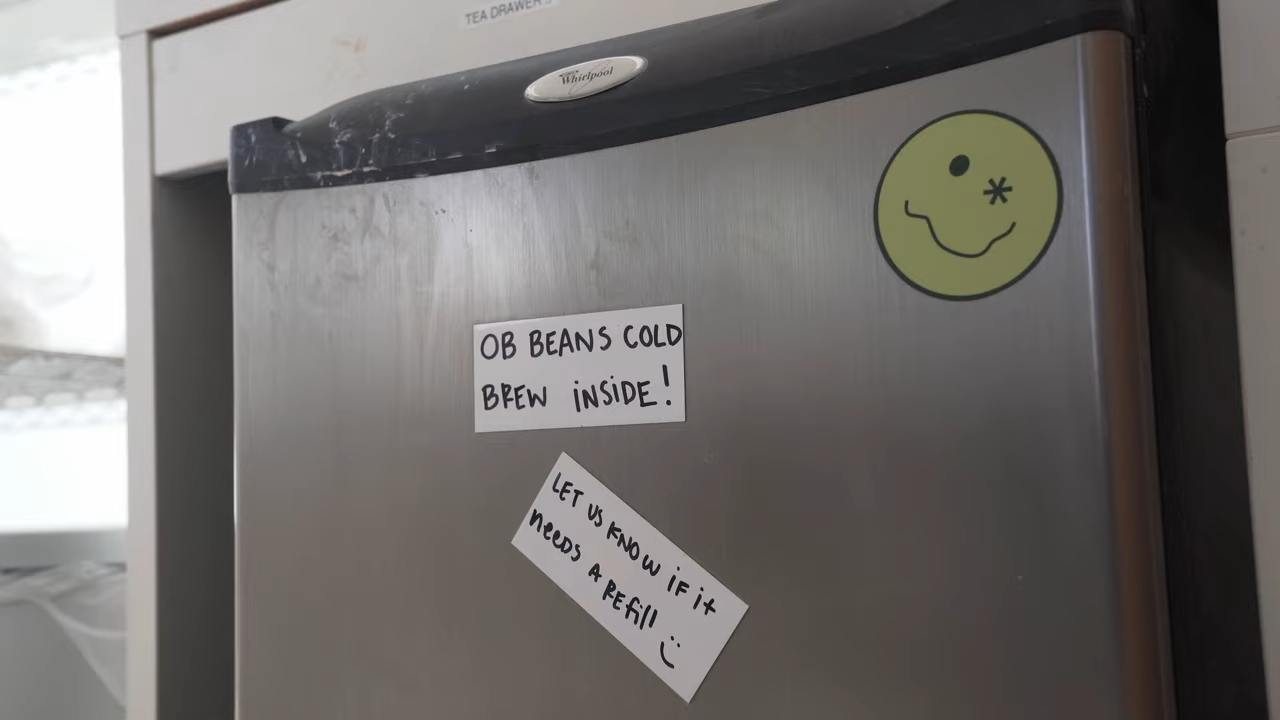 TEA DRAWER
Whirlpool
OB BEANS COLD
BREW iNSiDE!
LET US KNOW iF it
neeDS A REfill :)